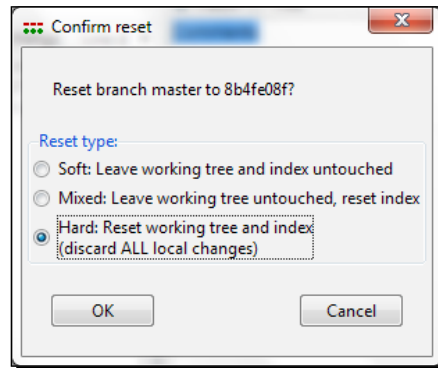 Confirm reset
Reset branch master to 8b4fe08f?
Reset type:
Soft: Leave working tree and index untouched
Mixed: Leave working tree untouched, reset index
Hard: Reset working tree and index
(discard ALL local changes)
OK
Cancel